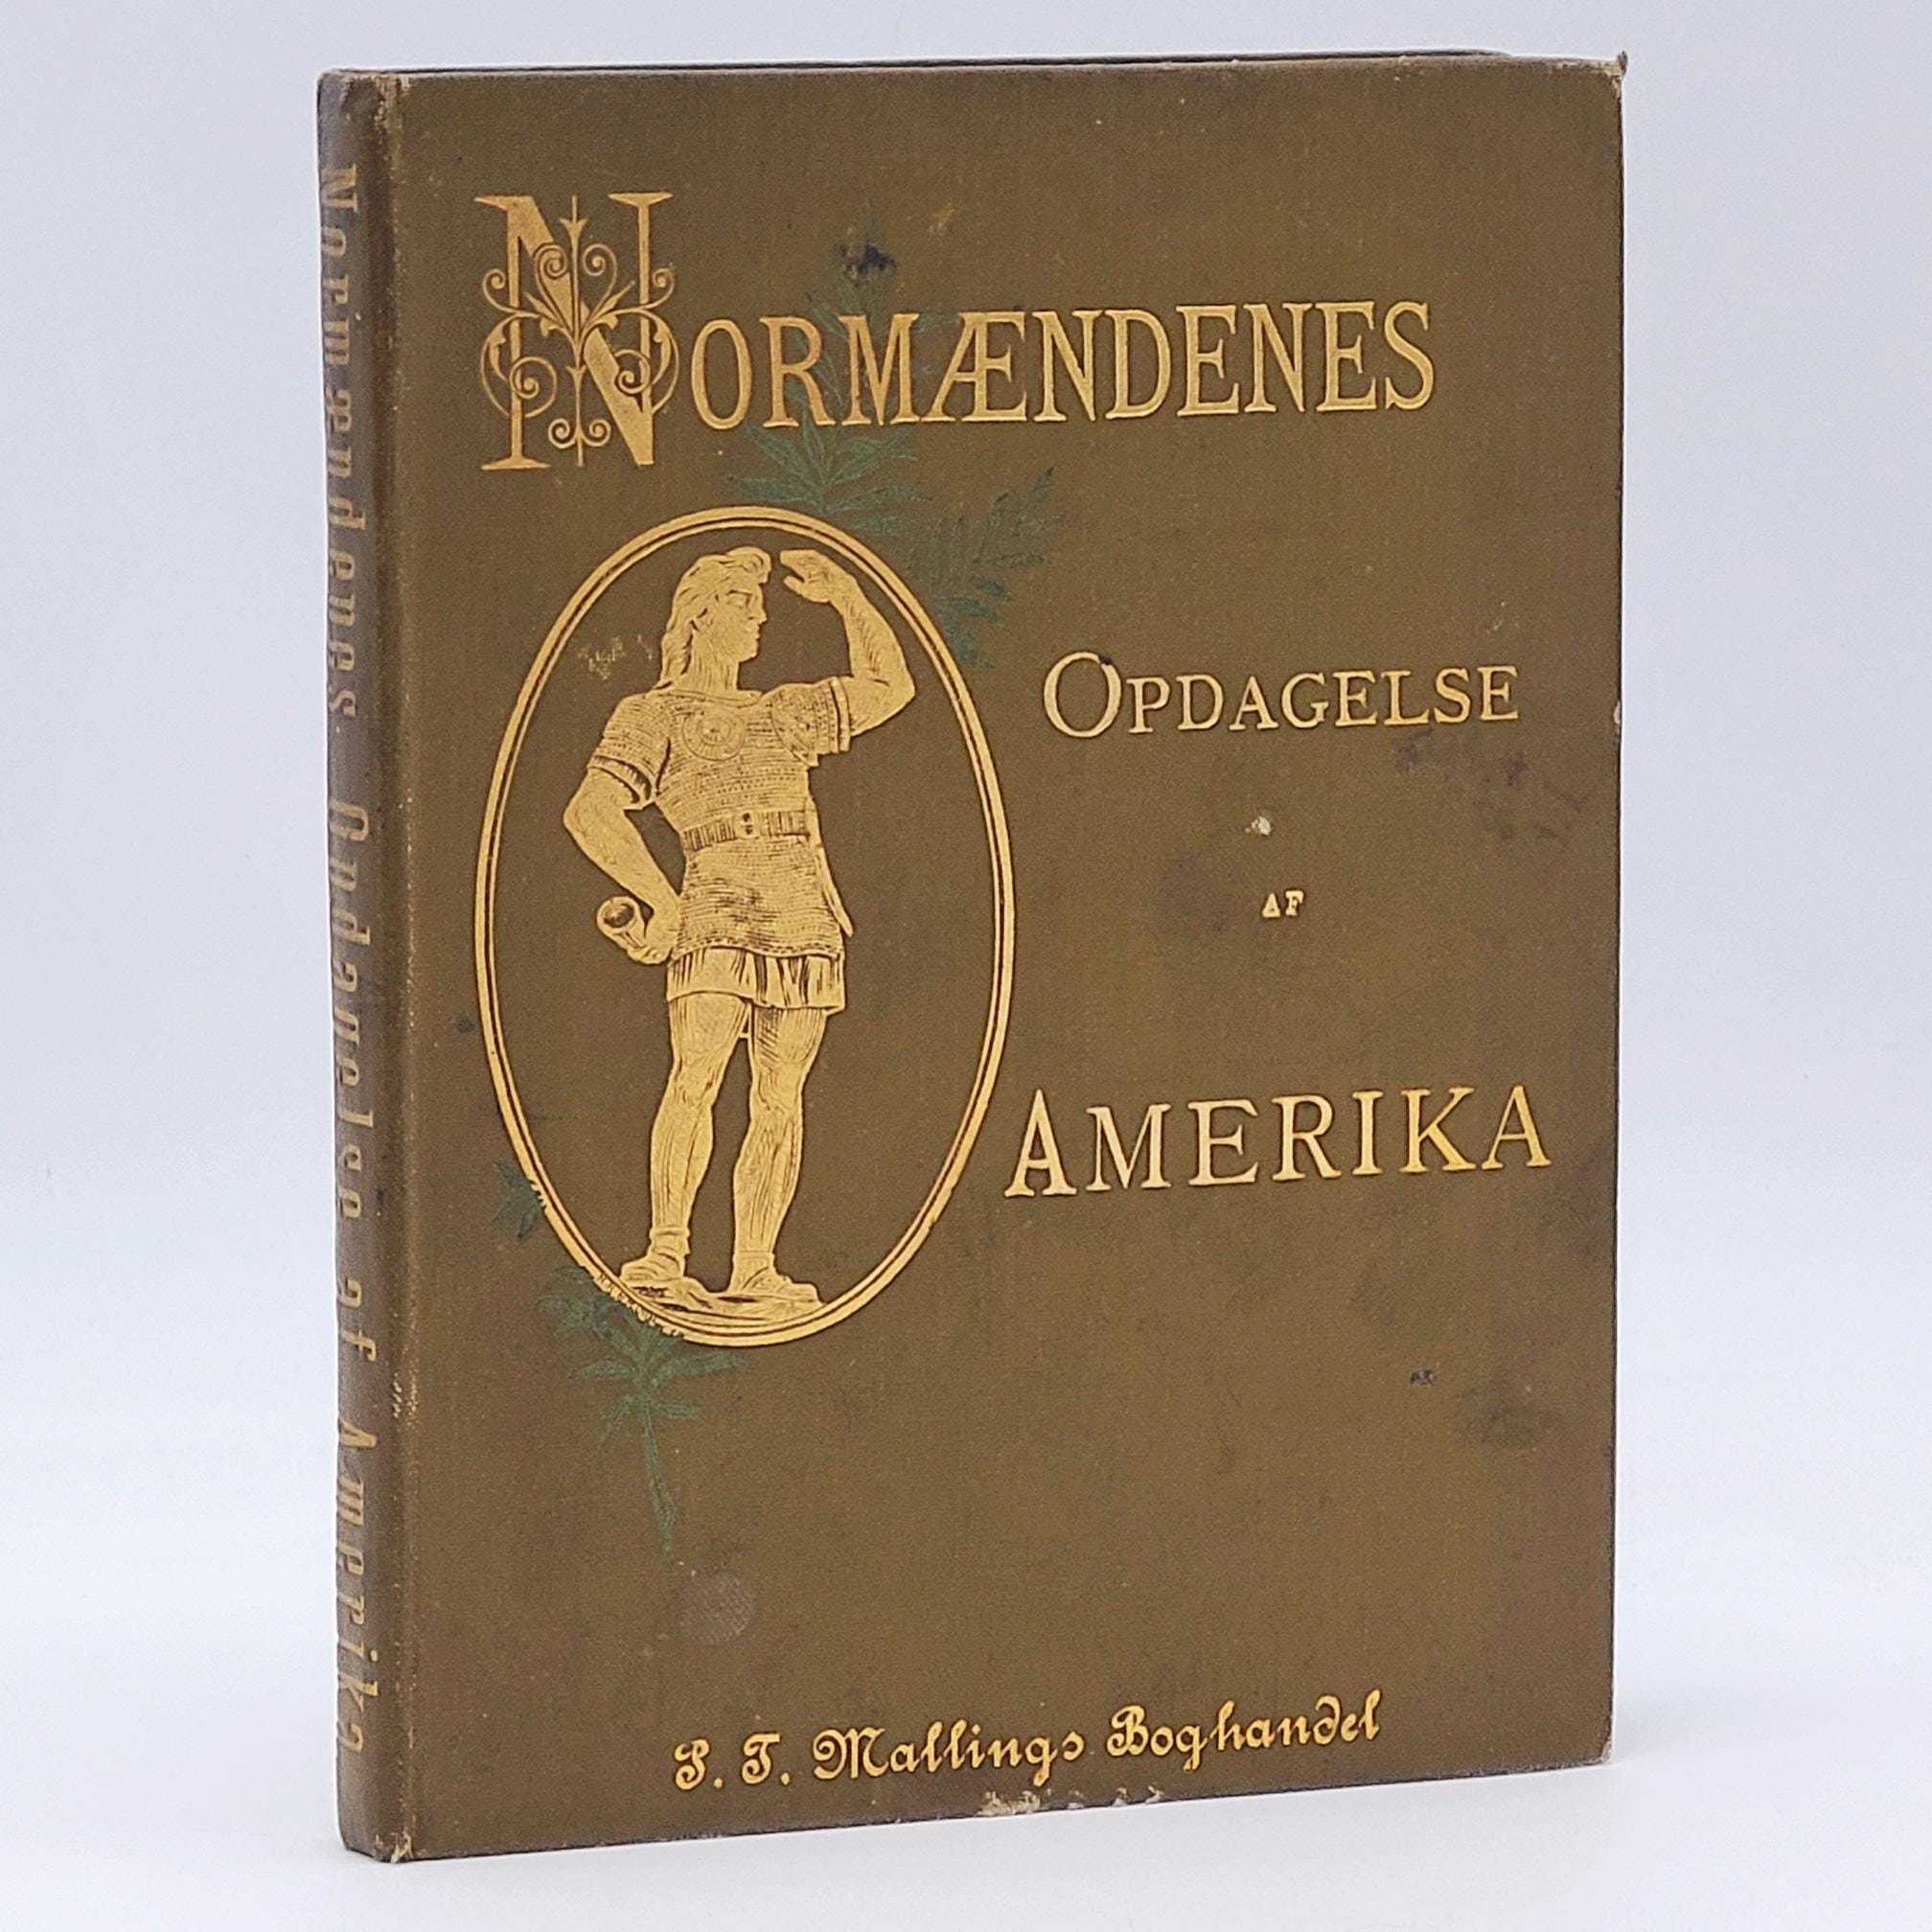 Normændenes Opdagelse af Amerika
NORMÆNDENES
OPDAGELSE
AF
AMERIKA
P. T. Mallings Boghandel